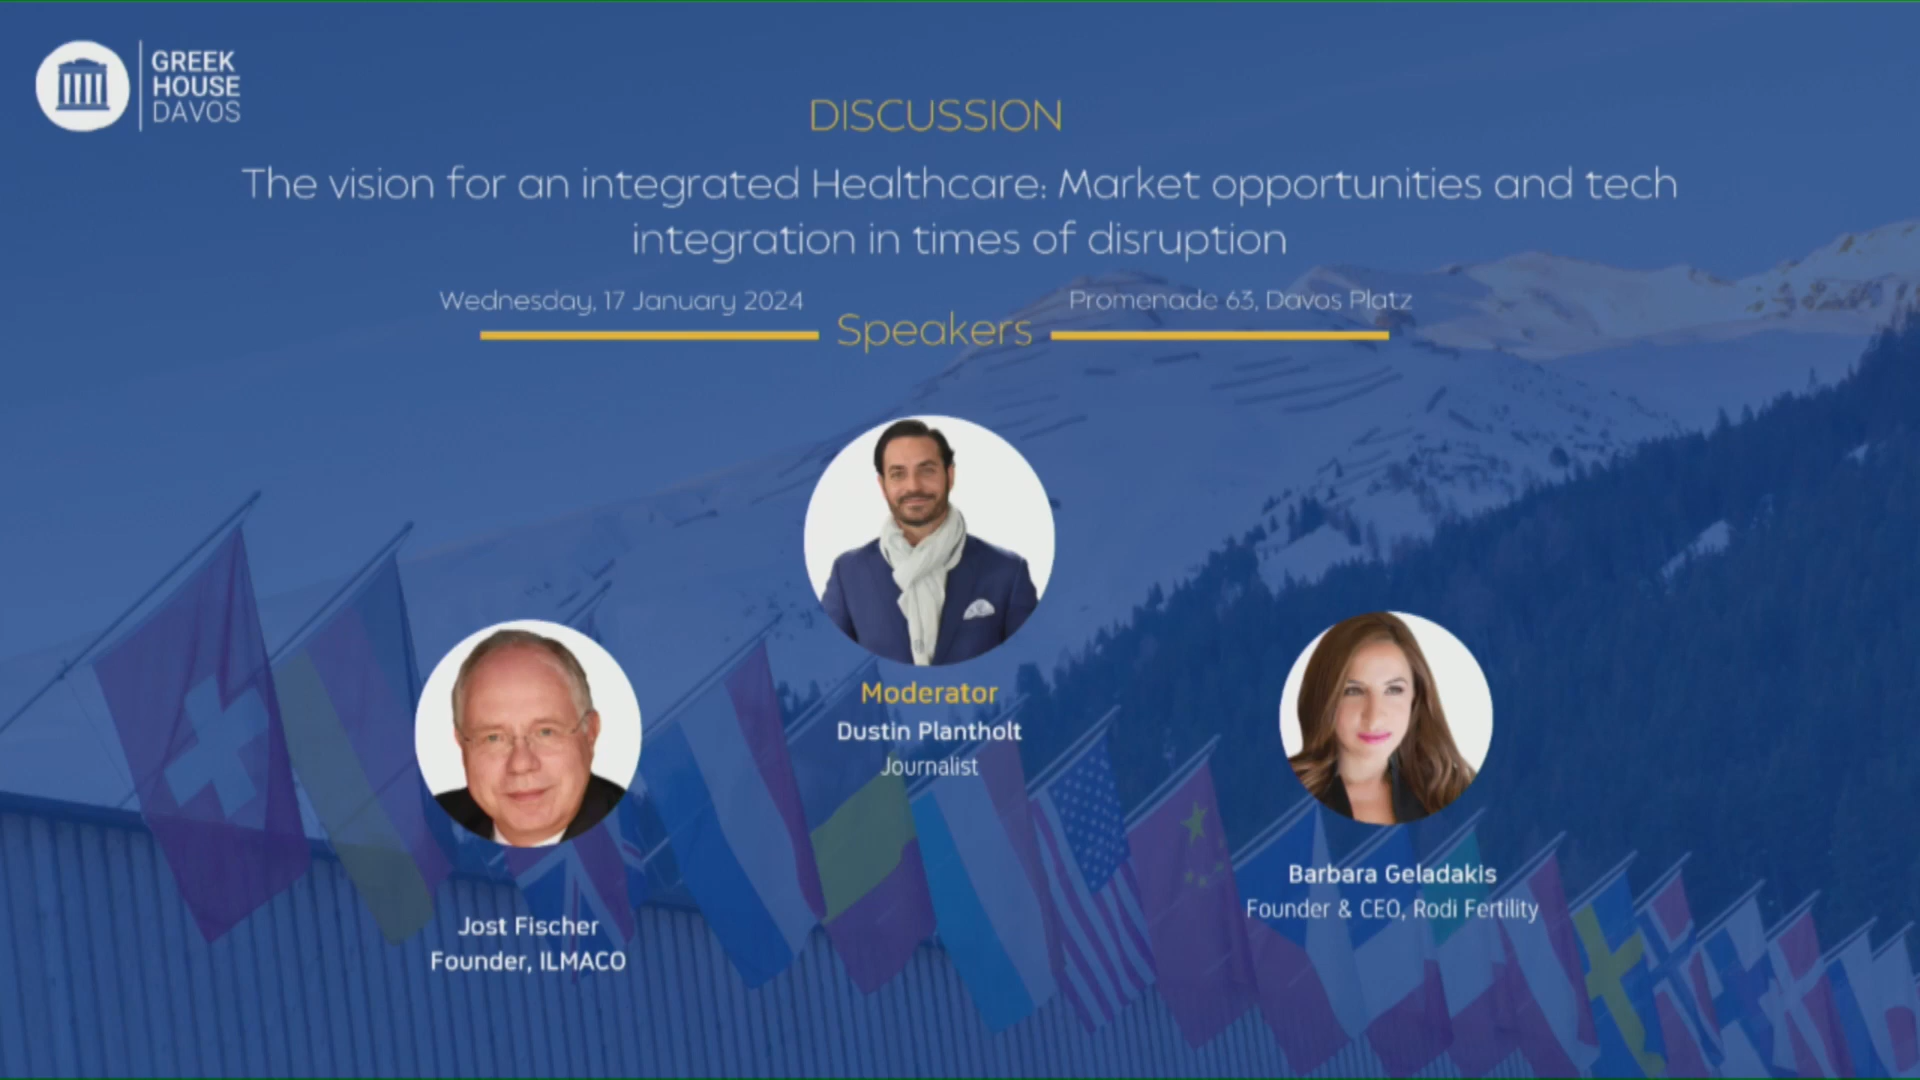 GREEK
HOUSE
DAVOS
DISCUSSION
The vision for an integrated Healthcare: Market opportunities and tech
integration in times of disruption
Wednesday, 17 January 2024
Promenade 63, Davos Platz
Speakers
Moderator
Dustin Plantholt
Journalist
Jost Fischer
Founder, ILMACO
Barbara Geladakis
Founder & CEO, Rodi Fertility